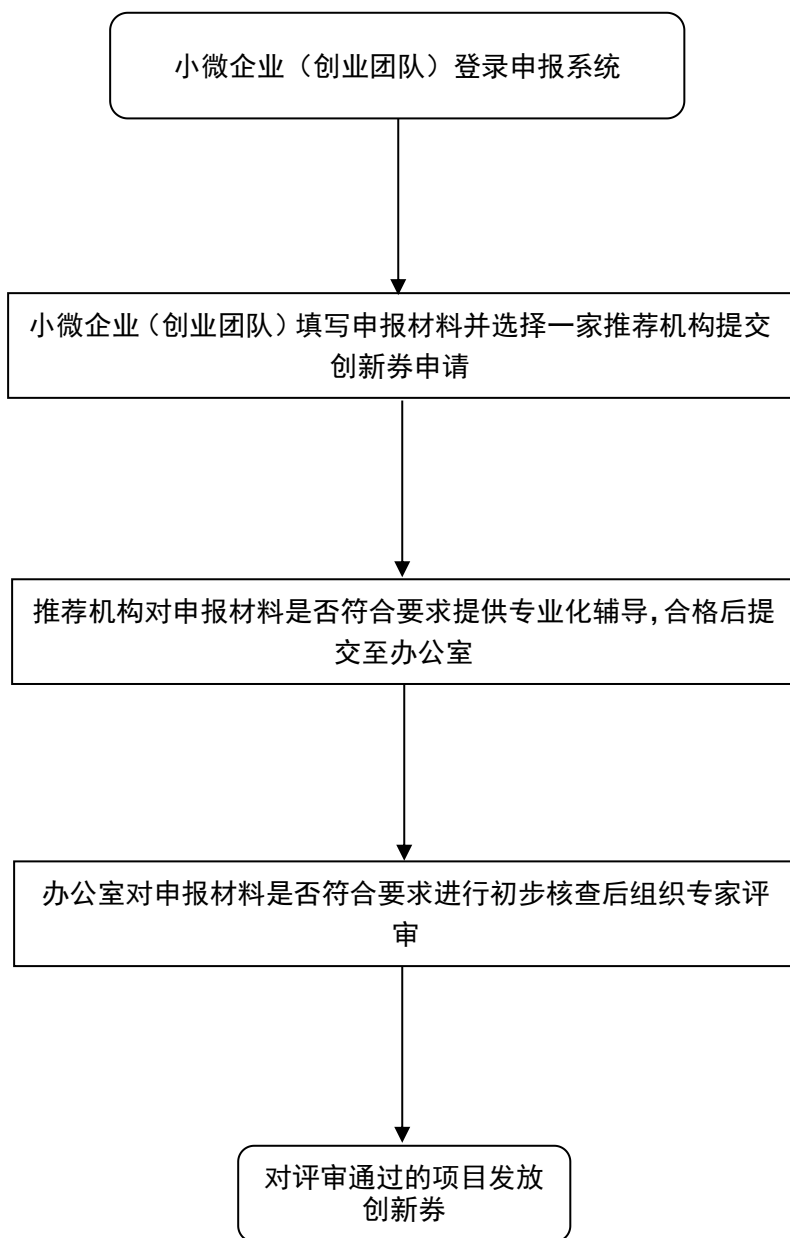 小微企业（创业团队）登录申报系统
小微企业（创业团队）填写申报材料并选择一家推荐机构提交
创新券申请
推荐机构对申报材料是否符合要求提供专业化辅导,合格后提
交至办公室
办公室对申报材料是否符合要求进行初步核查后组织专家评
审
对评审通过的项目发放
创新券